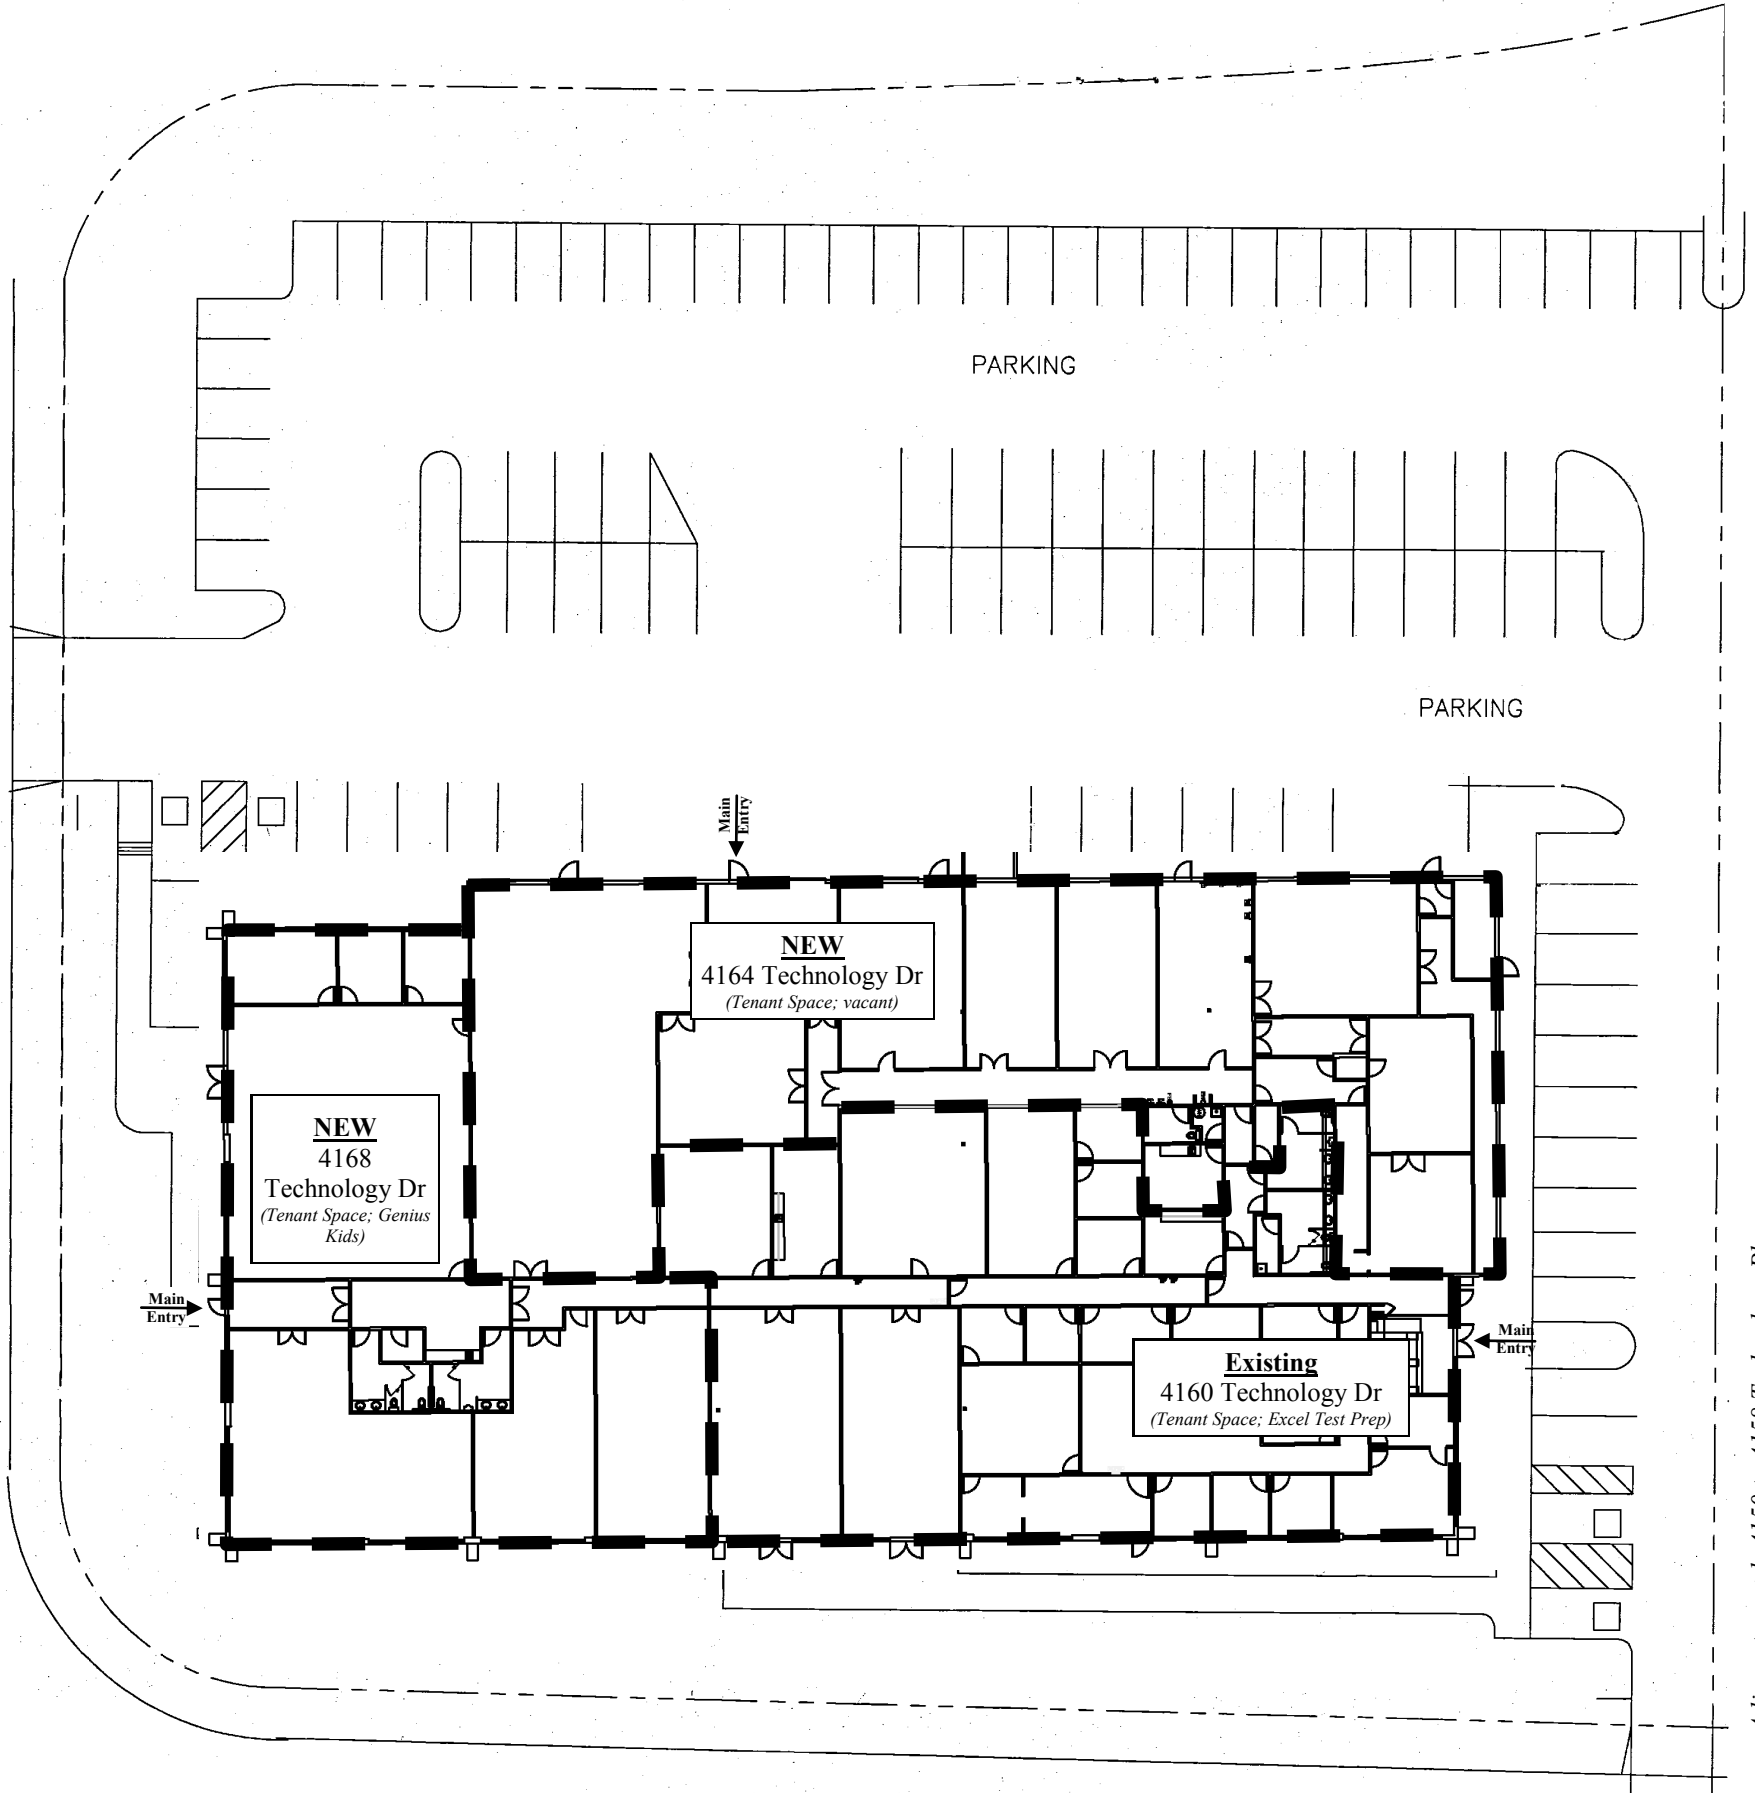 PARKING
PARKING
Main
Entry
NEW
4164 Technology Dr
(Tenant Space; vacant)
NEW
4168
Technology Dr
(Tenant Space; Genius
Kids)
Main
Entry
Main
Entry
Existing
4160 Technology Dr
(Tenant Space; Excel Test Prep)